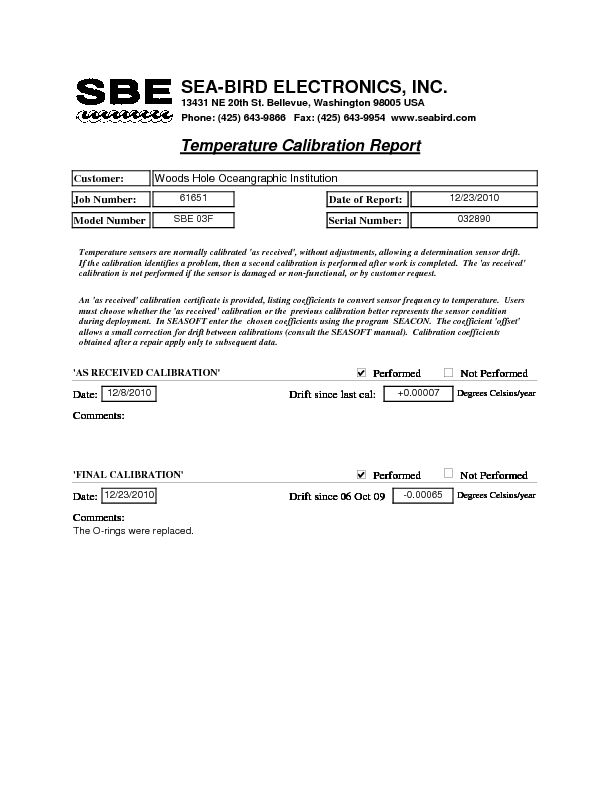 SBE SEA-BIRD ELECTRONICS, INC.
13431 NE 20th St. Bellevue, Washington 98005 USA
Phone: (425) 643-9866 Fax: (425) 643-9954 www.seabird.com
Temperature Calibration Report
Customer: Woods Hole Oceangraphic Institution
Job Number: 61651 Date of Report: 12/23/2010
Model Number SBE 03F Serial Number: 032890
Temperature sensors are normally calibrated 'as received', without adjustments, allowing a determination sensor drift.
If the calibration identifies a problem, then a second calibration is performed after work is completed. The 'as received'
calibration is not performed if the sensor is damaged or non-functional, or by customer request.
An 'as received' calibration certificate is provided, listing coefficients to convert sensor frequency to temperature. Users
must choose whether the 'as received' calibration or the previous calibration better represents the sensor condition
during deployment. In SEASOFT enter the chosen coefficients using the program SEACON. The coefficient 'offset'
allows a small correction for drift between calibrations (consult the SEASOFT manual). Calibration coefficients
obtained after a repair apply only to subsequent data.
'AS RECEIVED CALIBRATION' Performed Not Performed
Date: 12/8/2010 Drift since last cal: +0.00007 Degrees Celsius/year
Comments:
'FINAL CALIBRATION' Performed Not Performed
Date: 12/23/2010 Drift since 06 Oct 09 -0.00065 Degrees Celsius/year
Comments:
The O-rings were replaced.